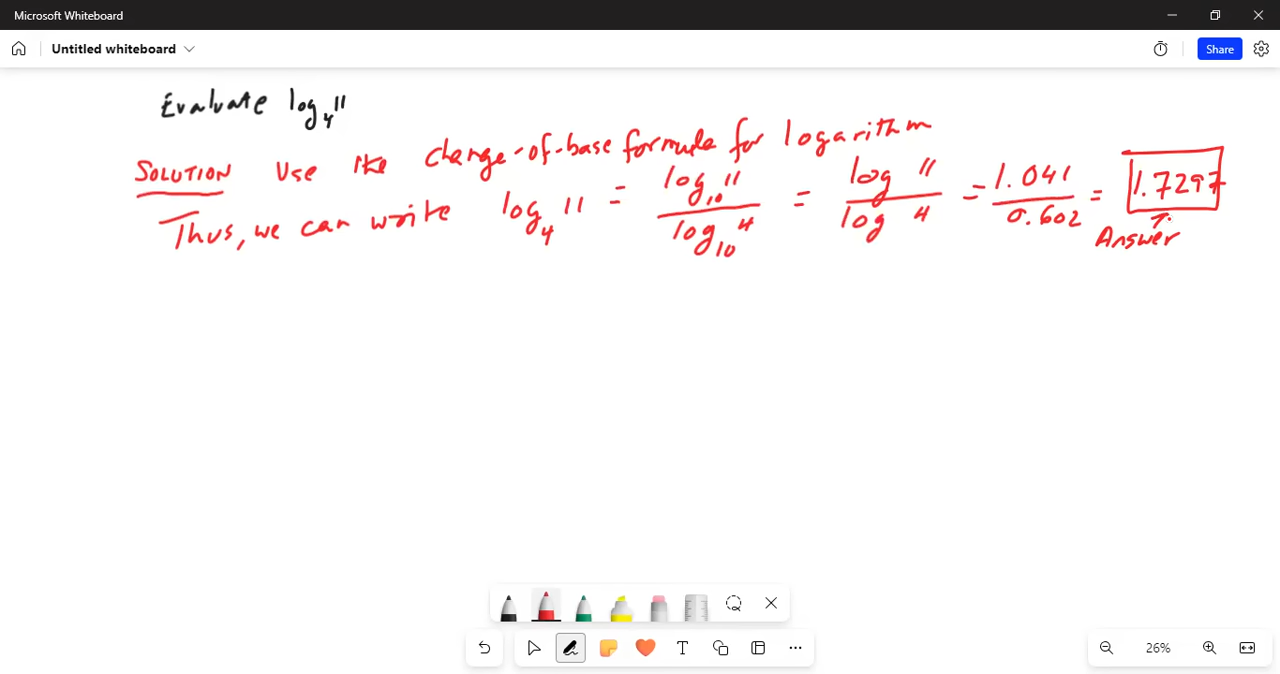 Microsoft Whiteboard
Untitled whiteboard
Share
Evaluate log₄ 11
SOLUTION Use the change-of-base formula for logarithm
Thus, we can write log₄ 11 = log₁₀ 11 / log₁₀ 4 = log 11 / log 4 = 1.041 / 0.602 = 1.7297
Answer
T
26%